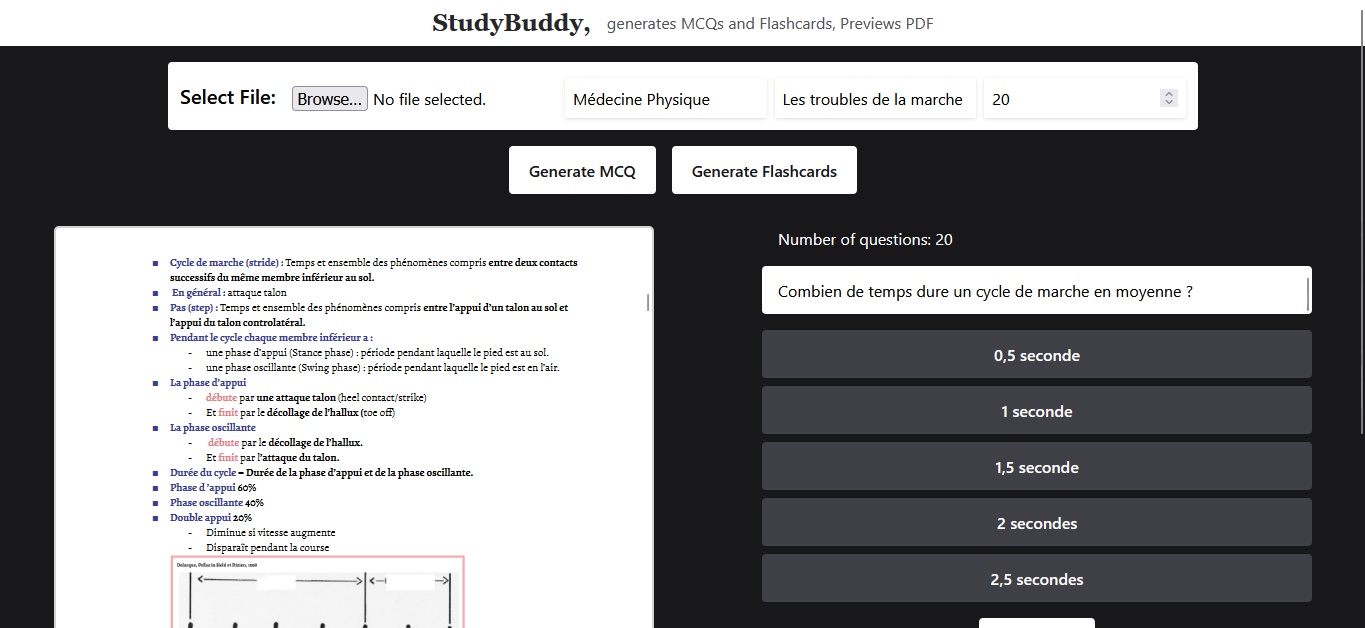 StudyBuddy, generates MCQs and Flashcards, Previews PDF
Select File: Browse... No file selected. Médecine Physique Les troubles de la marche 20
Generate MCQ Generate Flashcards
■ Cycle de marche (stride) : Temps et ensemble des phénomènes compris entre deux contacts
successifs du même membre inférieur au sol.
■ En général : attaque talon
■ Pas (step) : Temps et ensemble des phénomènes compris entre l'appui d'un talon au sol et
l'appui du talon controlatéral.
■ Pendant le cycle chaque membre inférieur a :
- une phase d'appui (Stance phase) : période pendant laquelle le pied est au sol.
- une phase oscillante (Swing phase) : période pendant laquelle le pied est en l'air.
■ La phase d'appui
- débute par une attaque talon (heel contact/strike)
- Et finit par le décollage de l'hallux (toe off)
■ La phase oscillante
- débute par le décollage de l'hallux.
- Et finit par l'attaque du talon.
■ Durée du cycle = Durée de la phase d'appui et de la phase oscillante.
■ Phase d'appui 60%
■ Phase oscillante 40%
■ Double appui 20%
- Diminue si vitesse augmente
- Disparaît pendant la course
Number of questions: 20
Combien de temps dure un cycle de marche en moyenne ?
0,5 seconde
1 seconde
1,5 seconde
2 secondes
2,5 secondes